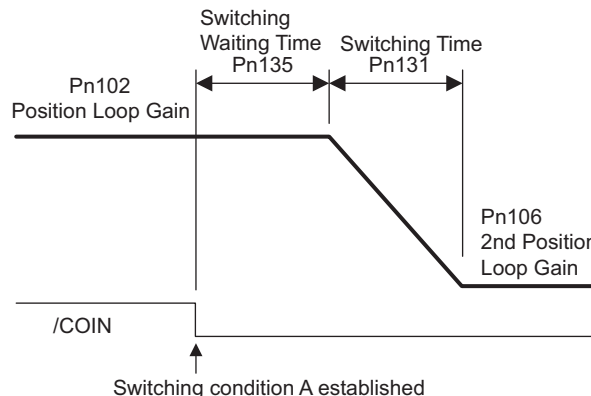 Switching
Waiting Time
Pn135
Switching Time
Pn131
Pn102
Position Loop Gain
Pn106
2nd Position
Loop Gain
/COIN
Switching condition A established